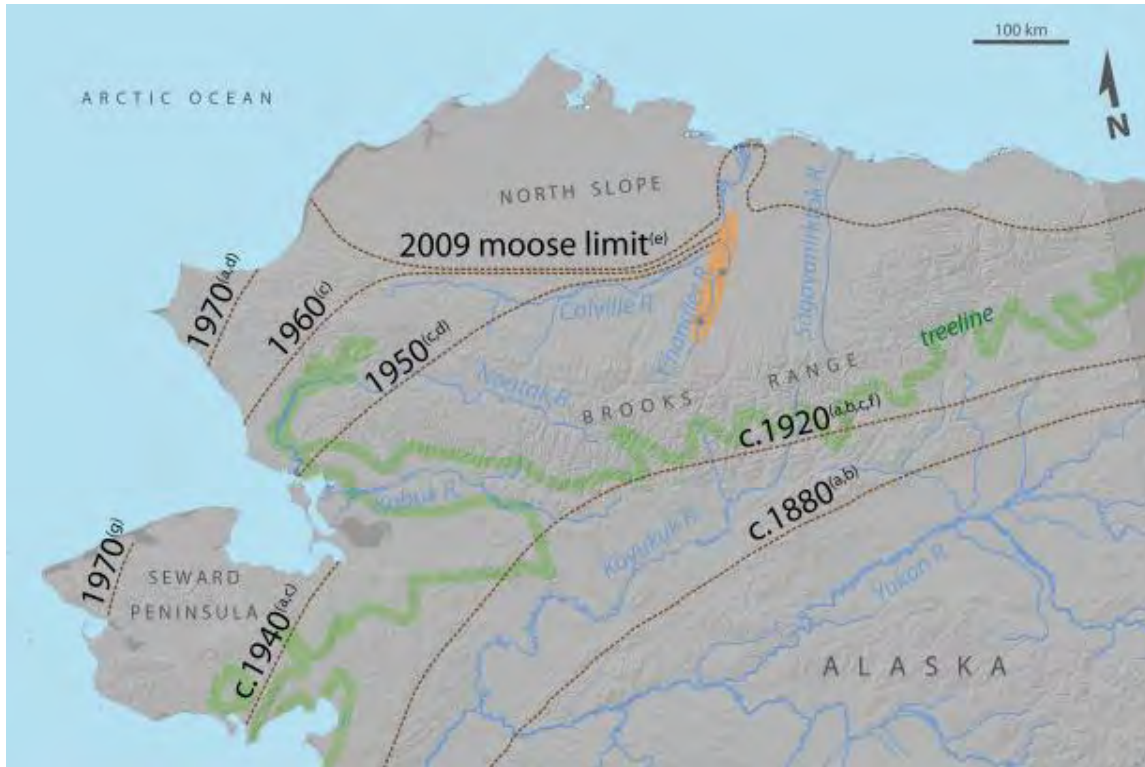 100 km
ARCTIC OCEAN
N
NORTH SLOPE
2009 moose limit(e)
1970(a,d)
1960(c)
1950(c,d)
Colville R.
Chandler R.
Sagavanirktok R.
treeline
Noatak R.
BROOKS RANGE
c.1920(a,b,c,f)
Kobuk R.
c.1880(a,b)
Koyukuk R.
Yukon R.
1970(g)
SEWARD
PENINSULA
c.1940(a,c)
ALASKA